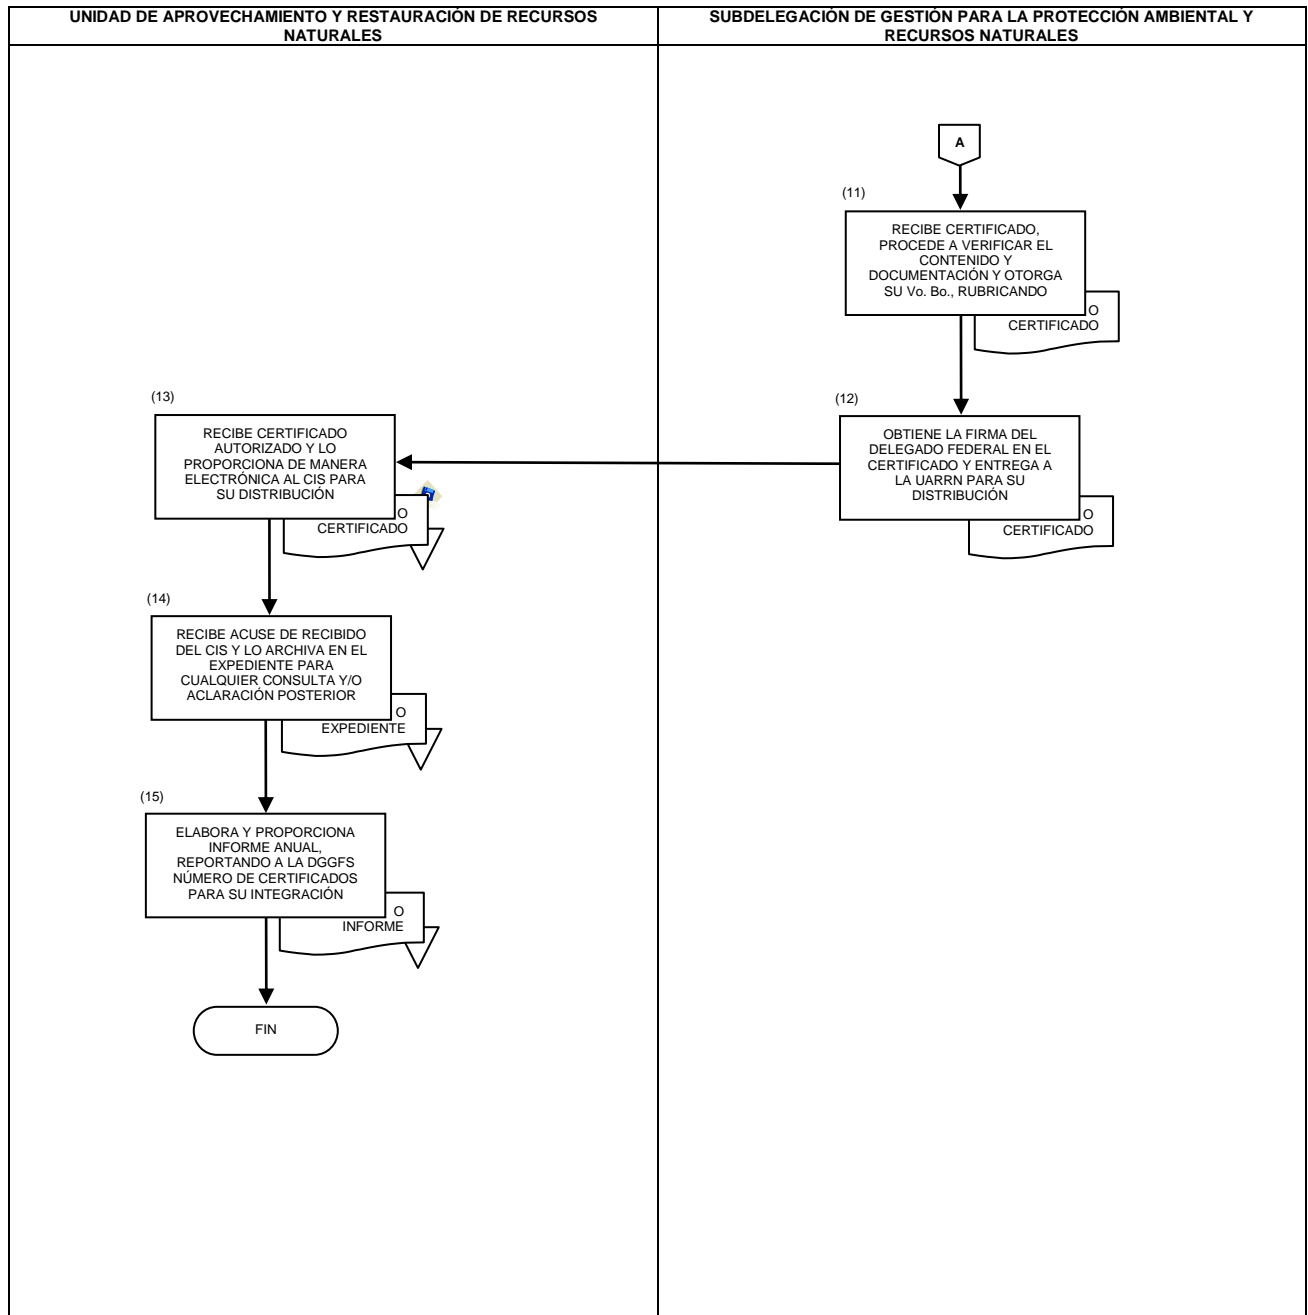 UNIDAD DE APROVECHAMIENTO Y RESTAURACIÓN DE RECURSOS
NATURALES
SUBDELEGACIÓN DE GESTIÓN PARA LA PROTECCIÓN AMBIENTAL Y
RECURSOS NATURALES
A
(11)
RECIBE CERTIFICADO,
PROCEDE A VERIFICAR EL
CONTENIDO Y
DOCUMENTACIÓN Y OTORGA
SU Vo. Bo., RUBRICANDO
O
CERTIFICADO
(12)
OBTIENE LA FIRMA DEL
DELEGADO FEDERAL EN EL
CERTIFICADO Y ENTREGA A
LA UARRN PARA SU
DISTRIBUCIÓN
O
CERTIFICADO
(13)
RECIBE CERTIFICADO
AUTORIZADO Y LO
PROPORCIONA DE MANERA
ELECTRÓNICA AL CIS PARA
SU DISTRIBUCIÓN
O
CERTIFICADO
(14)
RECIBE ACUSE DE RECIBIDO
DEL CIS Y LO ARCHIVA EN EL
EXPEDIENTE PARA
CUALQUIER CONSULTA Y/O
ACLARACIÓN POSTERIOR
O
EXPEDIENTE
(15)
ELABORA Y PROPORCIONA
INFORME ANUAL,
REPORTANDO A LA DGGFS
NÚMERO DE CERTIFICADOS
PARA SU INTEGRACIÓN
O
INFORME
FIN